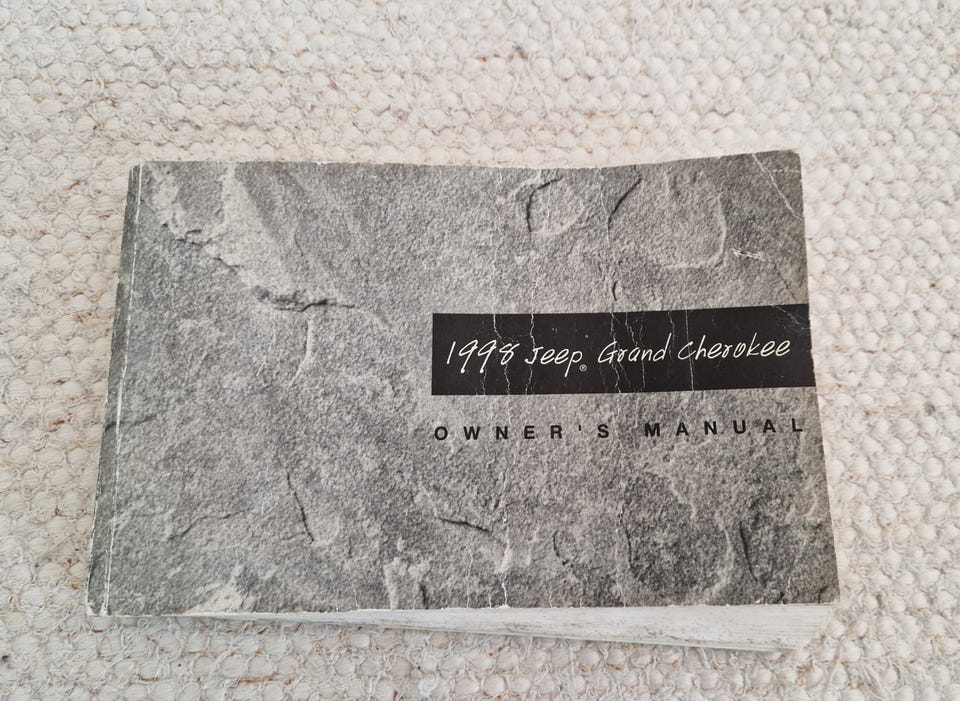 1998 Jeep® Grand Cherokee
OWNER'S MANUAL